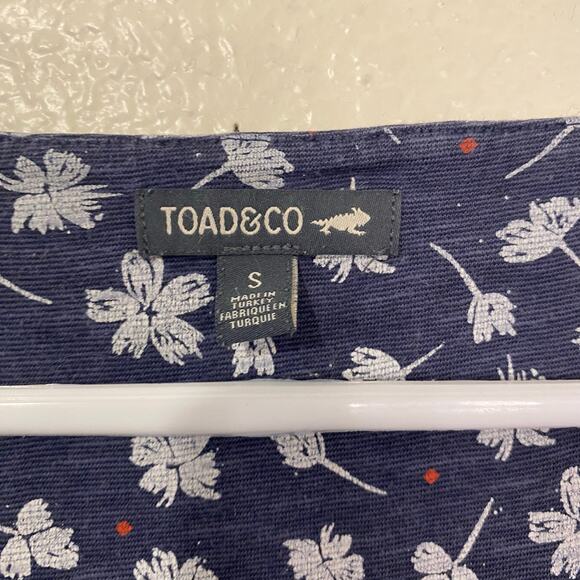 TOAD&CO
S
MADE IN
TURKEY
FABRIQUE EN
TURQUIE